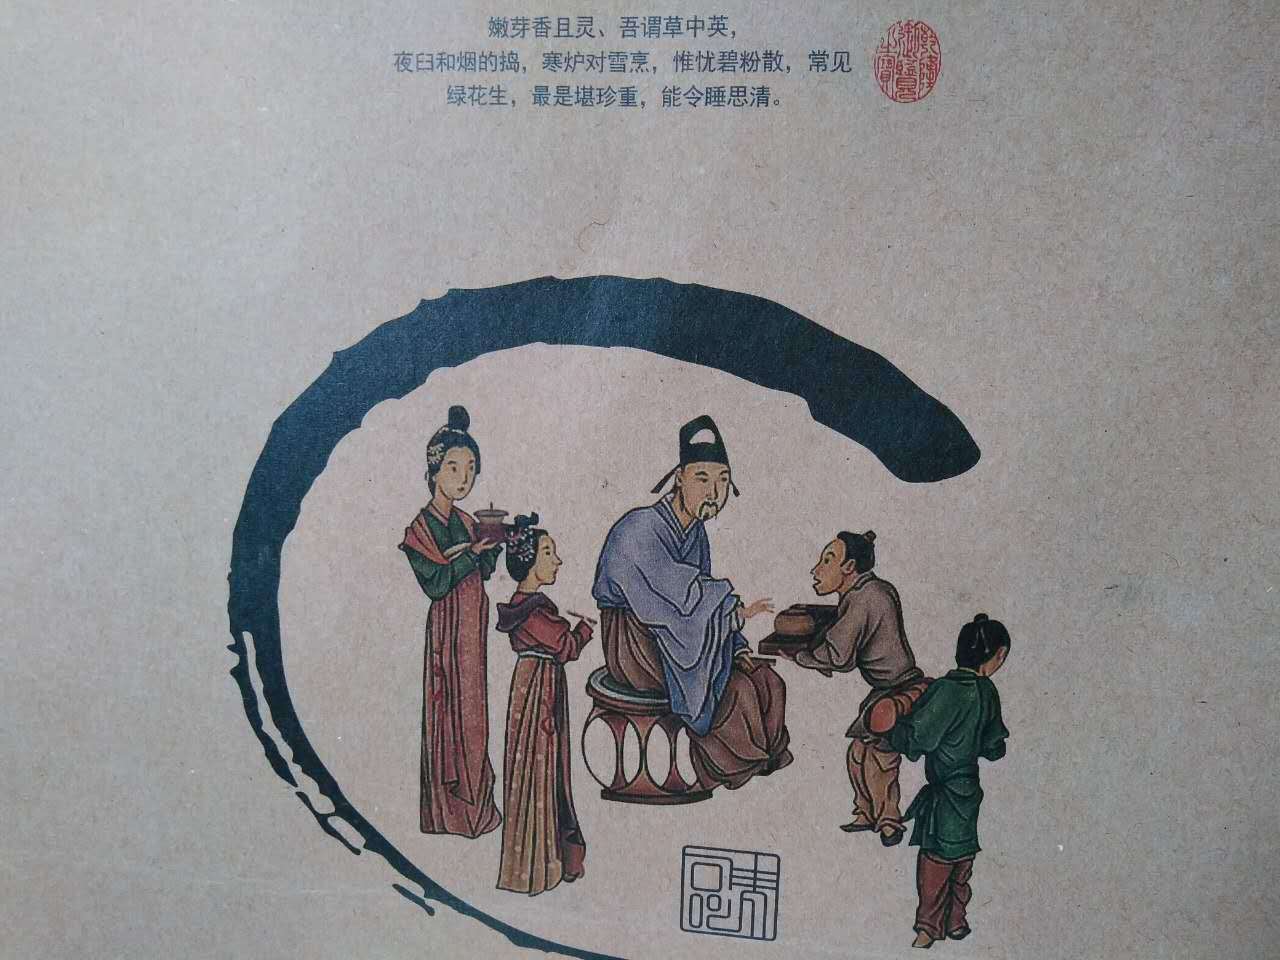 嫩芽香且灵、吾谓草中英，
夜臼和烟的捣，寒炉对雪烹，惟忧碧粉散，常见
绿花生，最是堪珍重，能令睡思清。